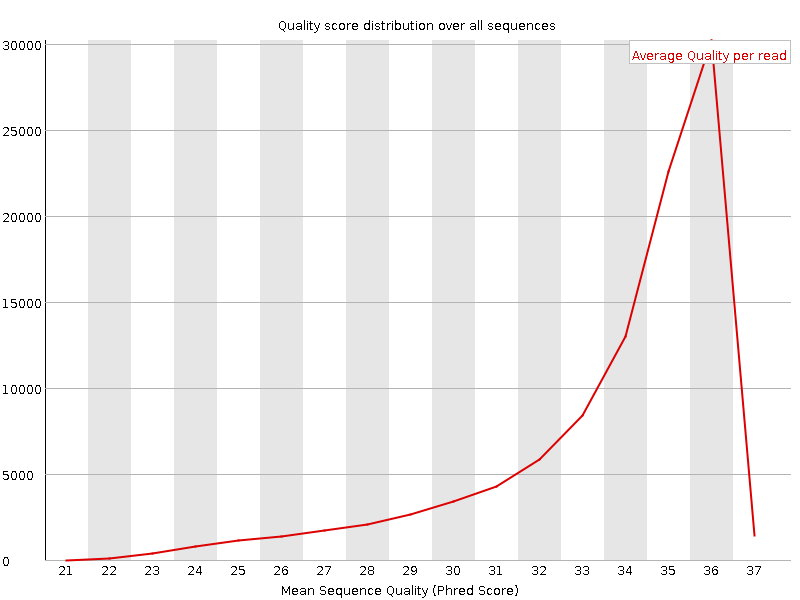 Quality score distribution over all sequences
30000
Average Quality per read
25000
20000
15000
10000
5000
0
21 22 23 24 25 26 27 28 29 30 31 32 33 34 35 36 37
Mean Sequence Quality (Phred Score)